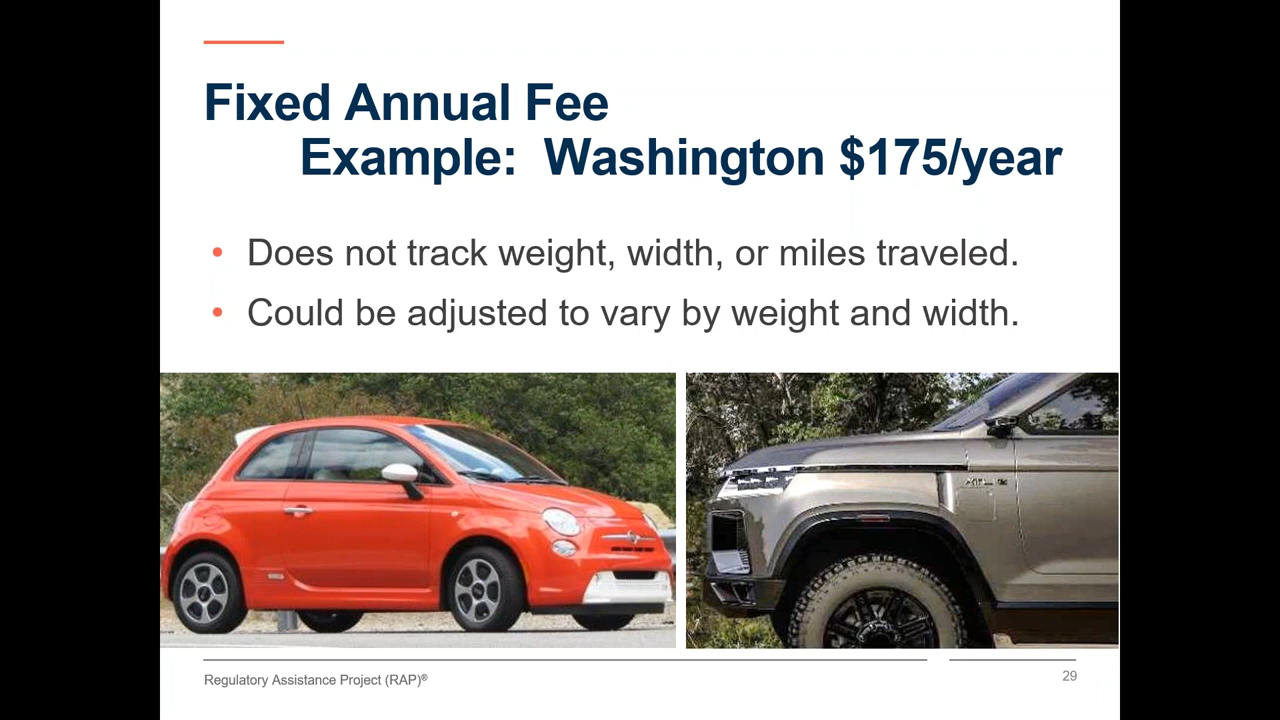 Fixed Annual Fee
Example: Washington $175/year
• Does not track weight, width, or miles traveled.
• Could be adjusted to vary by weight and width.
Regulatory Assistance Project (RAP)®
29